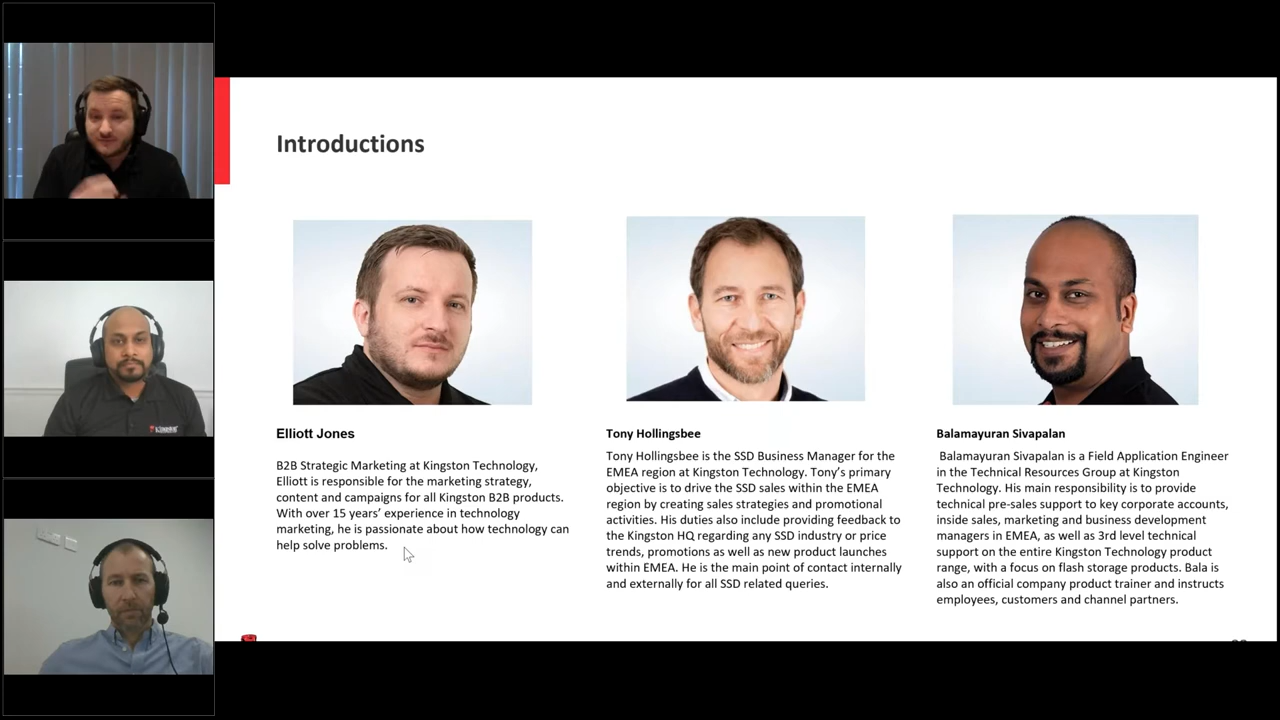 Introductions
Elliott Jones
B2B Strategic Marketing at Kingston Technology,
Elliott is responsible for the marketing strategy,
content and campaigns for all Kingston B2B products.
With over 15 years’ experience in technology
marketing, he is passionate about how technology can
help solve problems.
Tony Hollingsbee
Tony Hollingsbee is the SSD Business Manager for the
EMEA region at Kingston Technology. Tony’s primary
objective is to drive the SSD sales within the EMEA
region by creating sales strategies and promotional
activities. His duties also include providing feedback to
the Kingston HQ regarding any SSD industry or price
trends, promotions as well as new product launches
within EMEA. He is the main point of contact internally
and externally for all SSD related queries.
Balamayuran Sivapalan
Balamayuran Sivapalan is a Field Application Engineer
in the Technical Resources Group at Kingston
Technology. His main responsibility is to provide
technical pre-sales support to key corporate accounts,
inside sales, marketing and business development
managers in EMEA, as well as 3rd level technical
support on the entire Kingston Technology product
range, with a focus on flash storage products. Bala is
also an official company product trainer and instructs
employees, customers and channel partners.